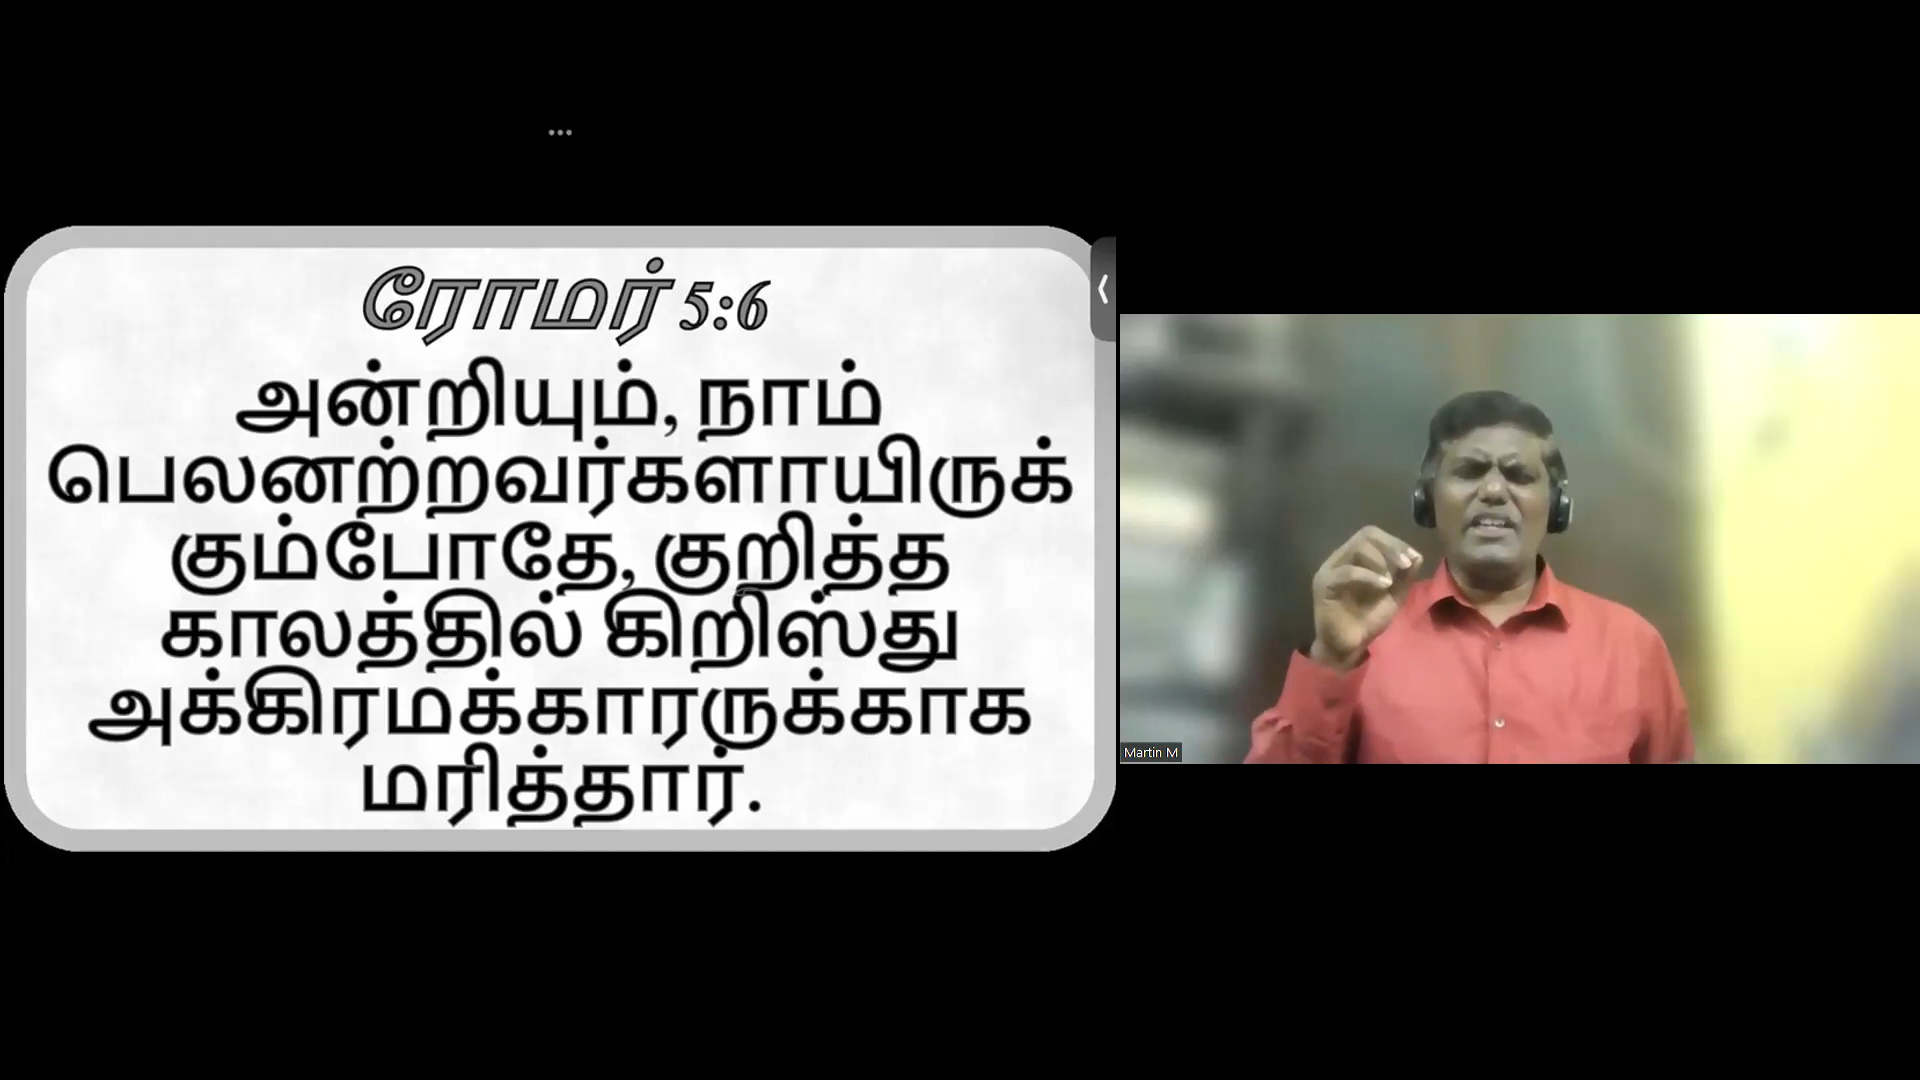 ரோமர் 5:6
அன்றியும், நாம்
பெலனற்றவர்களாயிருக்
கும்போதே, குறித்த
காலத்தில் கிறிஸ்து
அக்கிரமக்காரருக்காக
மரித்தார்.
Martin M